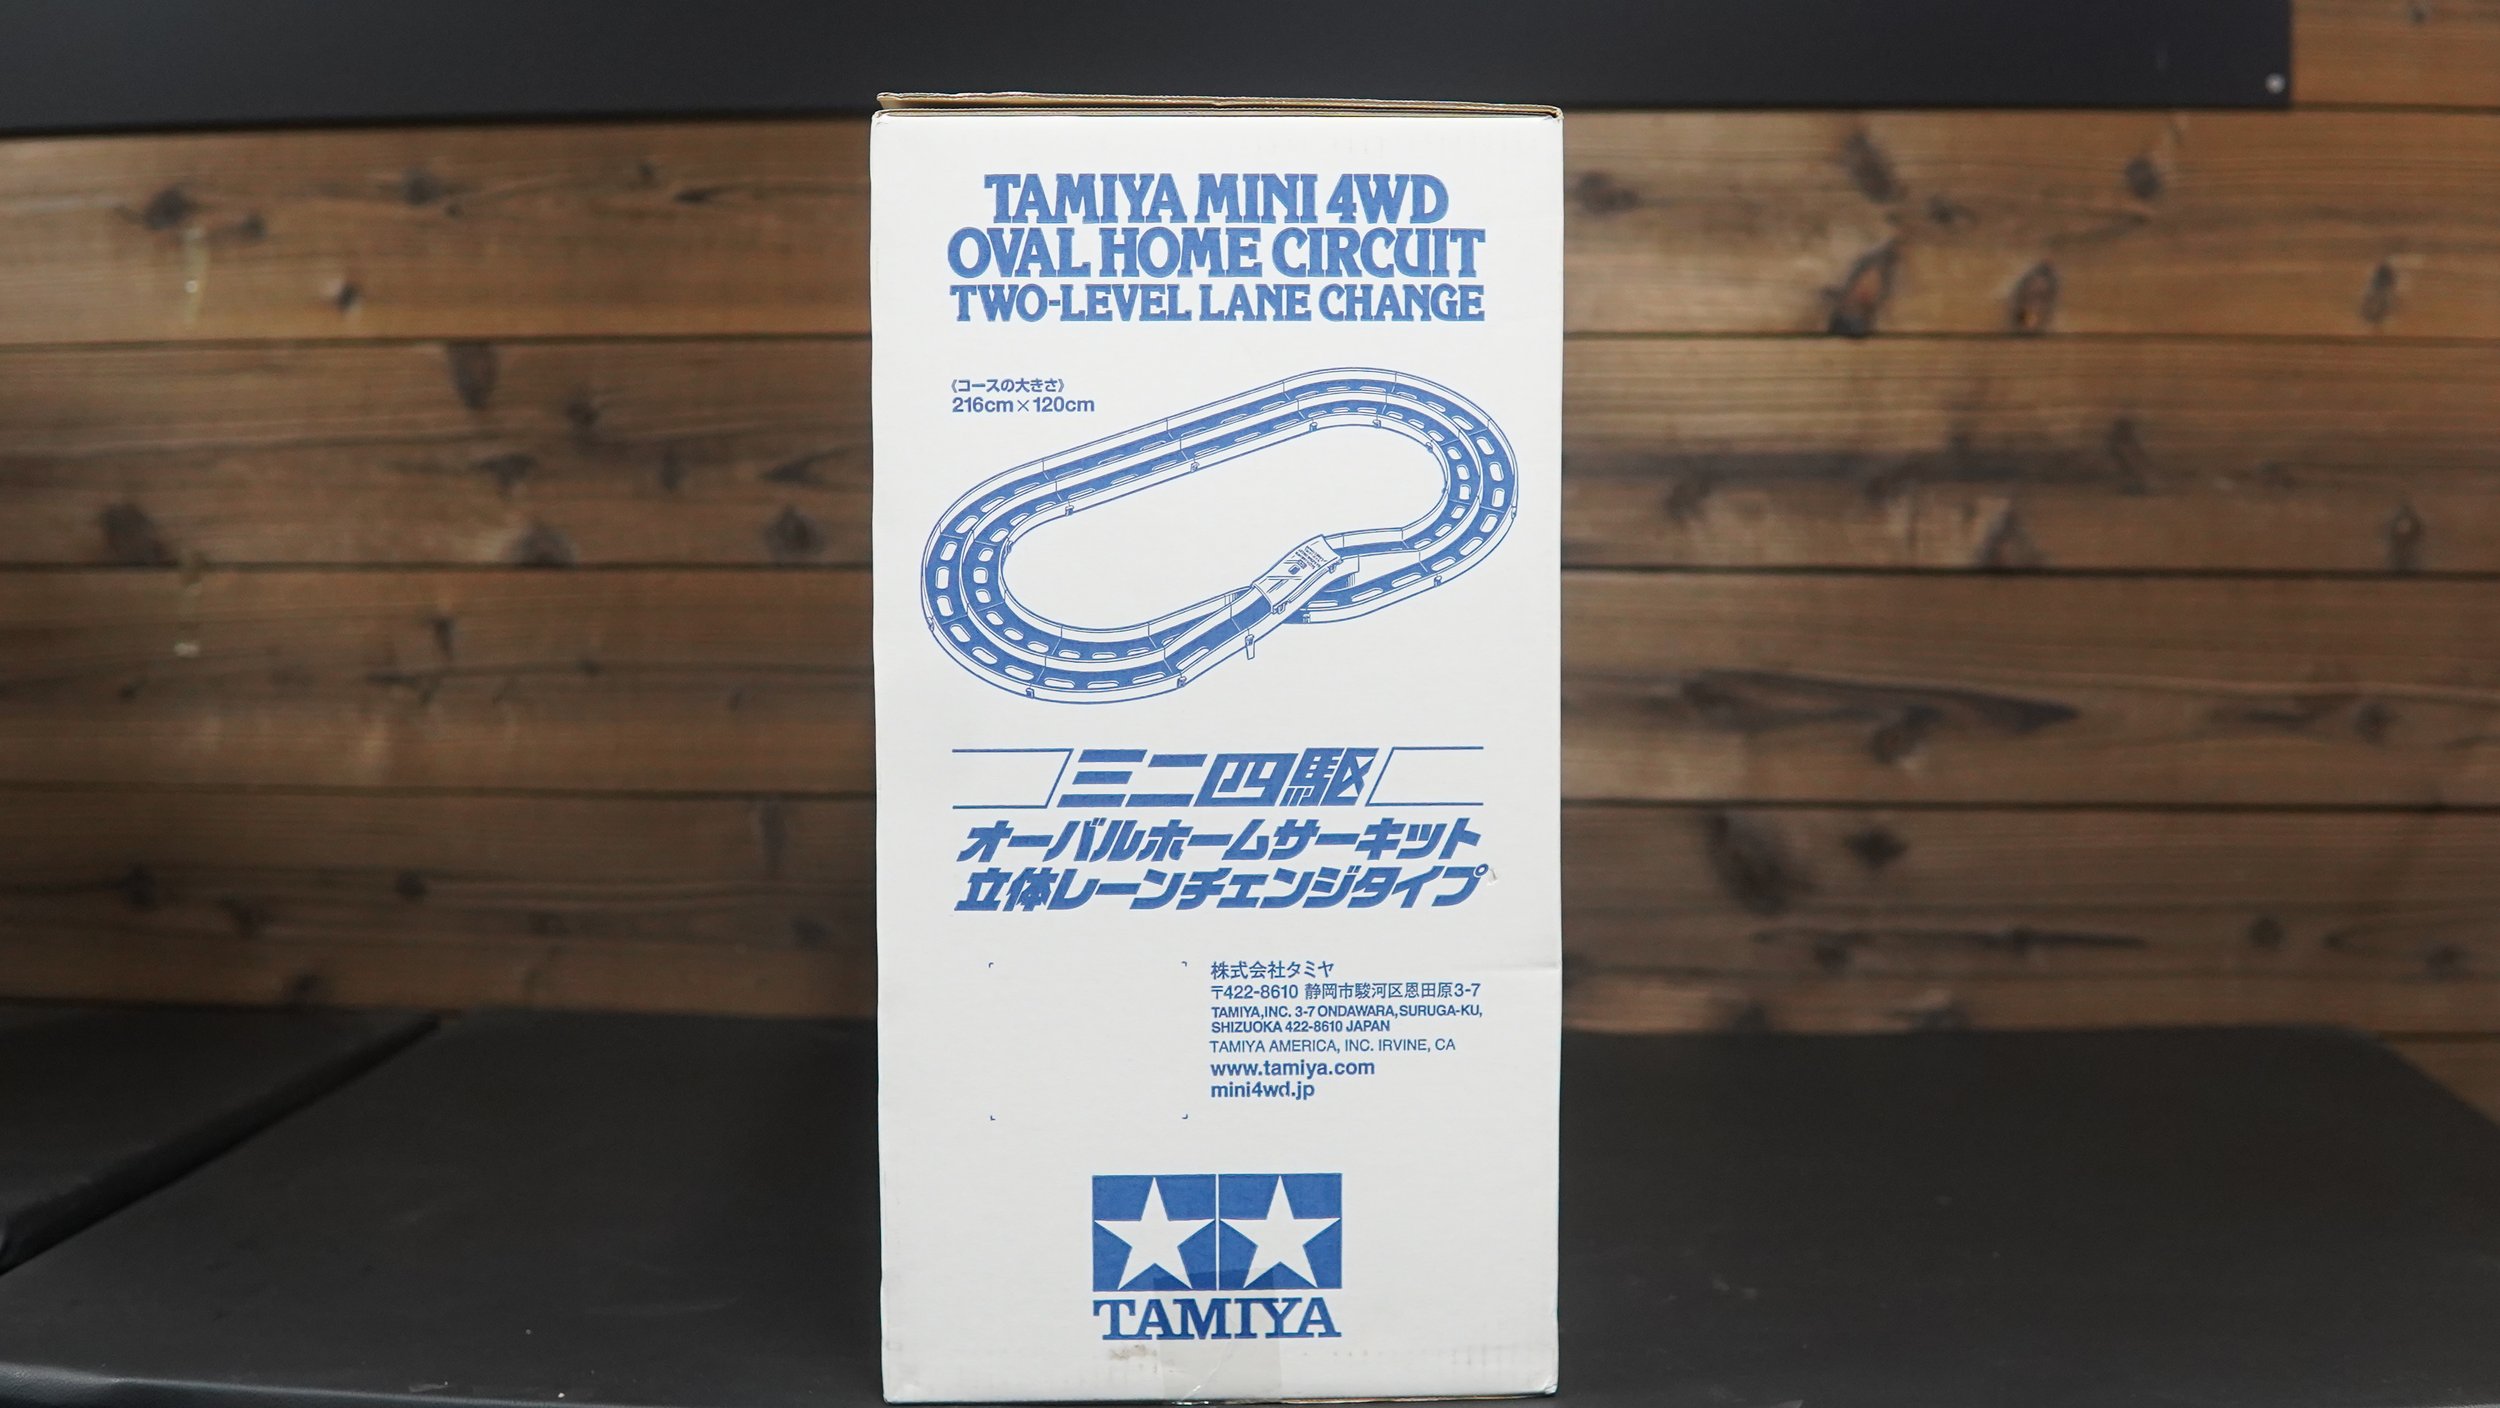 TAMIYA MINI 4WD
OVAL HOME CIRCUIT
TWO-LEVEL LANE CHANGE
《コースの大きさ》
216cm×120cm
ミニ四駆
オーバルホームサーキット
立体レーンチェンジタイプ
株式会社タミヤ
〒422-8610 静岡市駿河区恩田原3-7
TAMIYA,INC. 3-7 ONDAWARA,SURUGA-KU,
SHIZUOKA 422-8610 JAPAN
TAMIYA AMERICA, INC. IRVINE, CA
www.tamiya.com
mini4wd.jp
TAMIYA